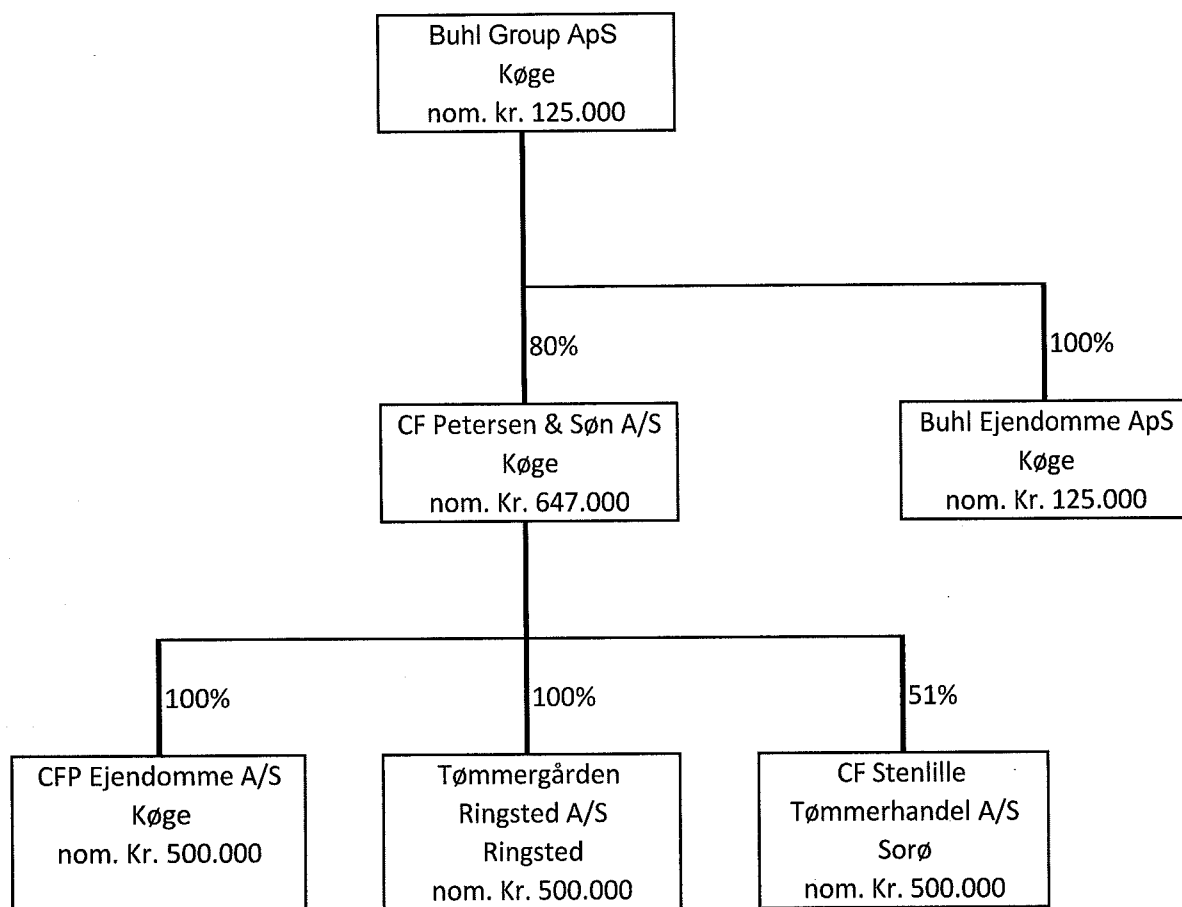 Buhl Group ApS
Køge
nom. kr. 125.000
80%
100%
CF Petersen & Søn A/S
Køge
nom. Kr. 647.000
Buhl Ejendomme ApS
Køge
nom. Kr. 125.000
100%
100%
51%
CFP Ejendomme A/S
Køge
nom. Kr. 500.000
Tømmergården
Ringsted A/S
Ringsted
nom. Kr. 500.000
CF Stenlille
Tømmerhandel A/S
Sorø
nom. Kr. 500.000